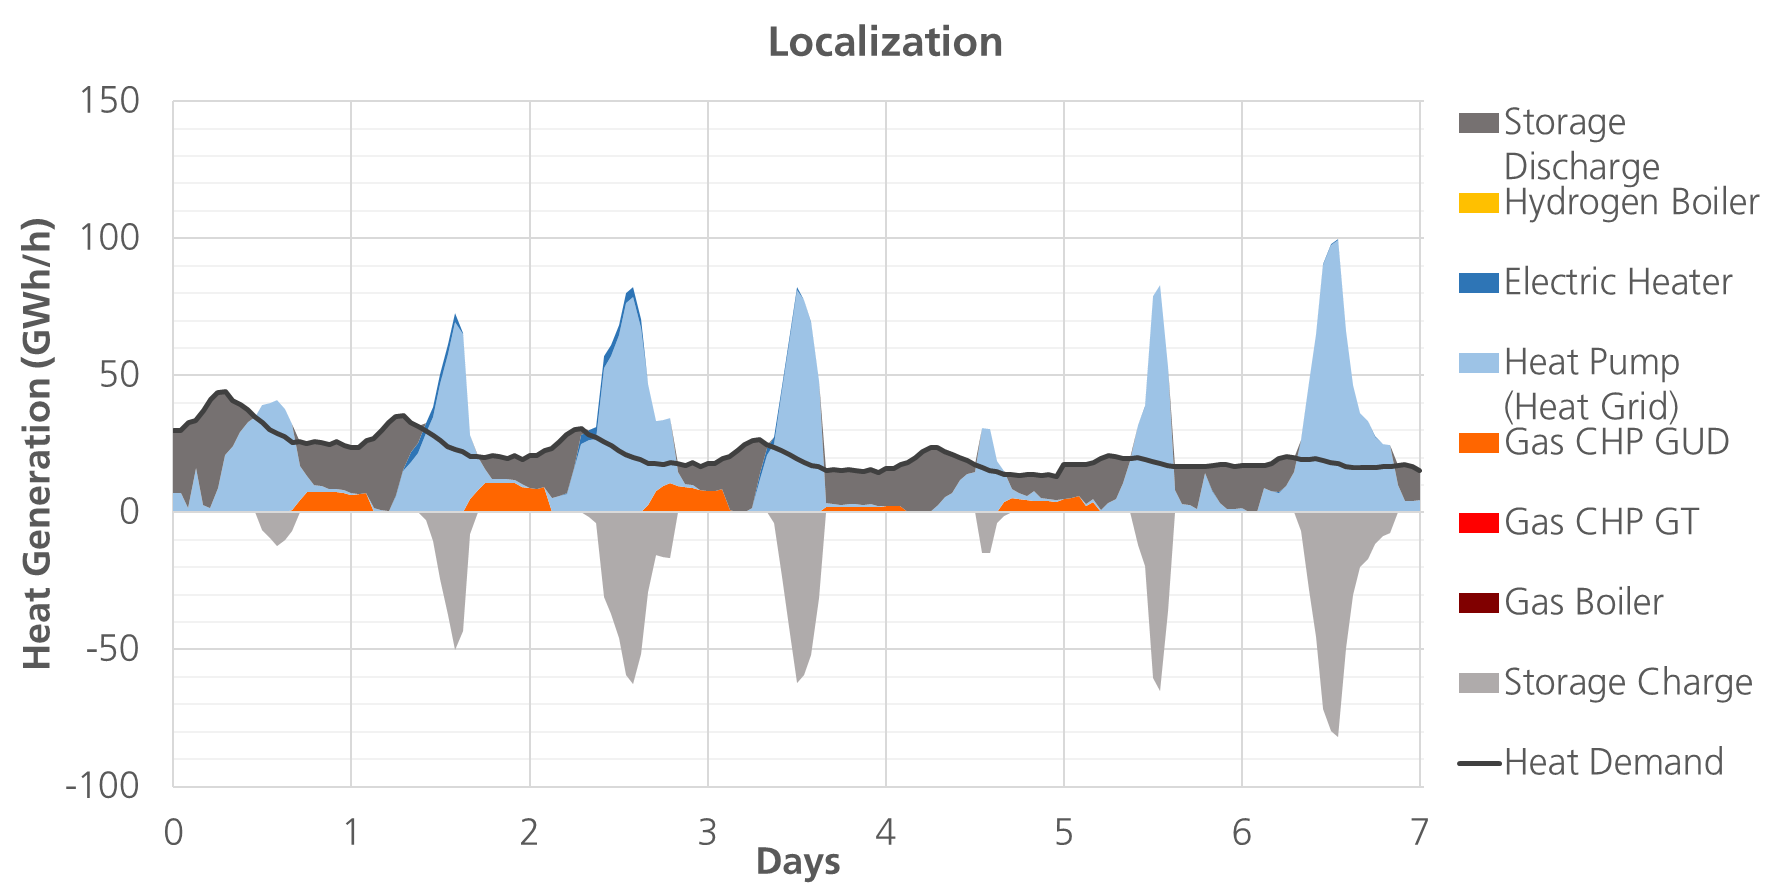 Localization
Heat Generation (GWh/h)
150
100
50
0
-50
-100
0 1 2 3 4 5 6 7
Days
Storage
Discharge
Hydrogen Boiler
Electric Heater
Heat Pump
(Heat Grid)
Gas CHP GUD
Gas CHP GT
Gas Boiler
Storage Charge
Heat Demand